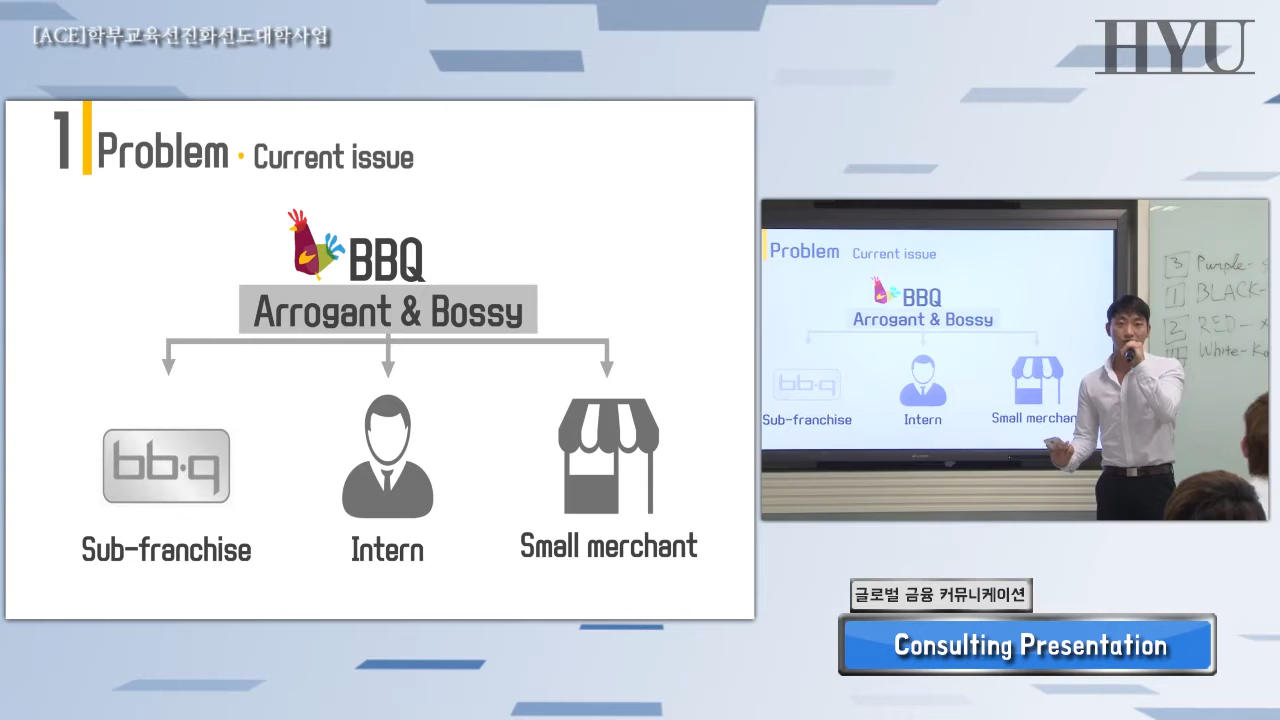 [ACE]학부교육선진화선도대학사업
HYU
1 Problem · Current issue
BBQ
Arrogant & Bossy
bb·q
Sub-franchise
Intern
Small merchant
Problem Current issue
BBQ
Arrogant & Bossy
bb·q
Sub-franchise
Intern
Small merchan
3 Purple-
1 BLACK-
2 RED-
White-
글로벌 금융 커뮤니케이션
Consulting Presentation